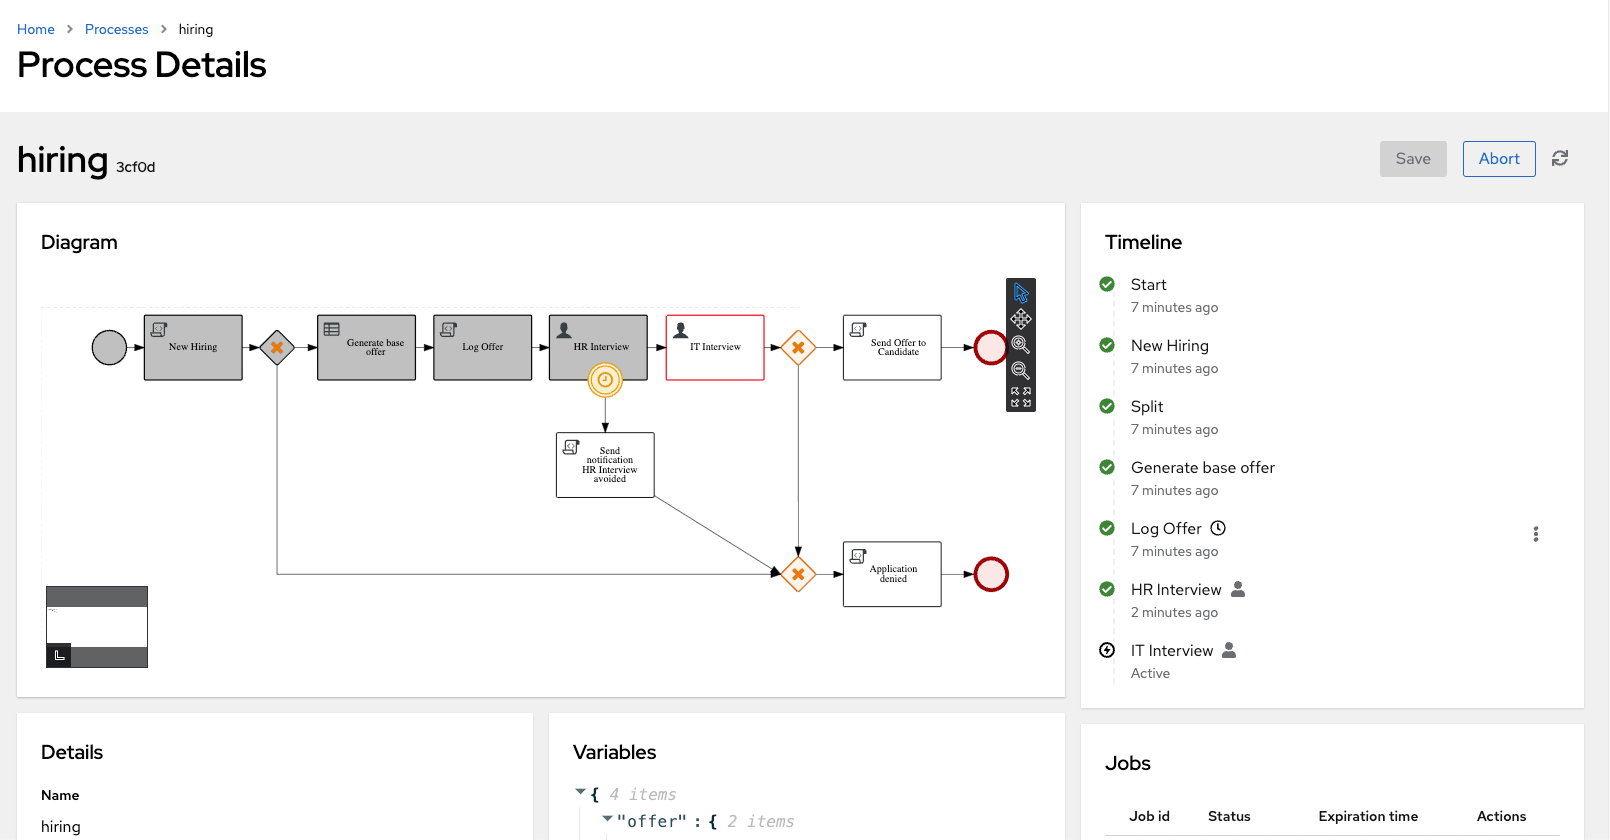 Home > Processes > hiring
Process Details
hiring 3cf0d
Save
Abort
Diagram
New Hiring
Generate base
offer
Log Offer
HR Interview
IT Interview
Send Offer to
Candidate
Send
notification
HR Interview
avoided
Application
denied
Timeline
Start
7 minutes ago
New Hiring
7 minutes ago
Split
7 minutes ago
Generate base offer
7 minutes ago
Log Offer
7 minutes ago
HR Interview
2 minutes ago
IT Interview
Active
Details
Name
hiring
Variables
{ 4 items
"offer" : { 2 items
Jobs
Job id Status Expiration time Actions